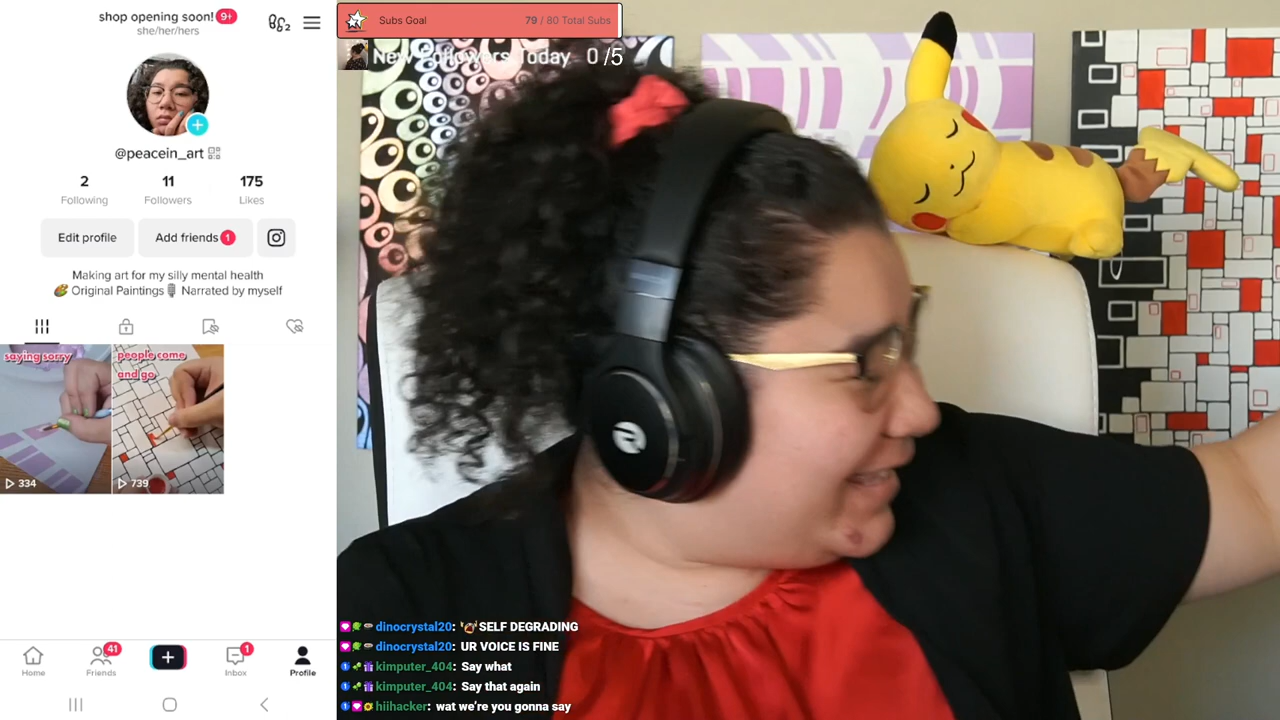 shop opening soon!
9+
she/her/hers
2
@peacein_art
2
11
175
Following
Followers
Likes
Edit profile
Add friends
1
Making art for my silly mental health
Original Paintings
Narrated by myself
saying sorry
334
people come
and go
739
Home
41
Friends
1
Inbox
Profile
Subs Goal
79 / 80 Total Subs
New Followers Today 0 /5
dinocrystal20: SELF DEGRADING
dinocrystal20: UR VOICE IS FINE
kimputer_404: Say what
kimputer_404: Say that again
hiihacker: wat we're you gonna say